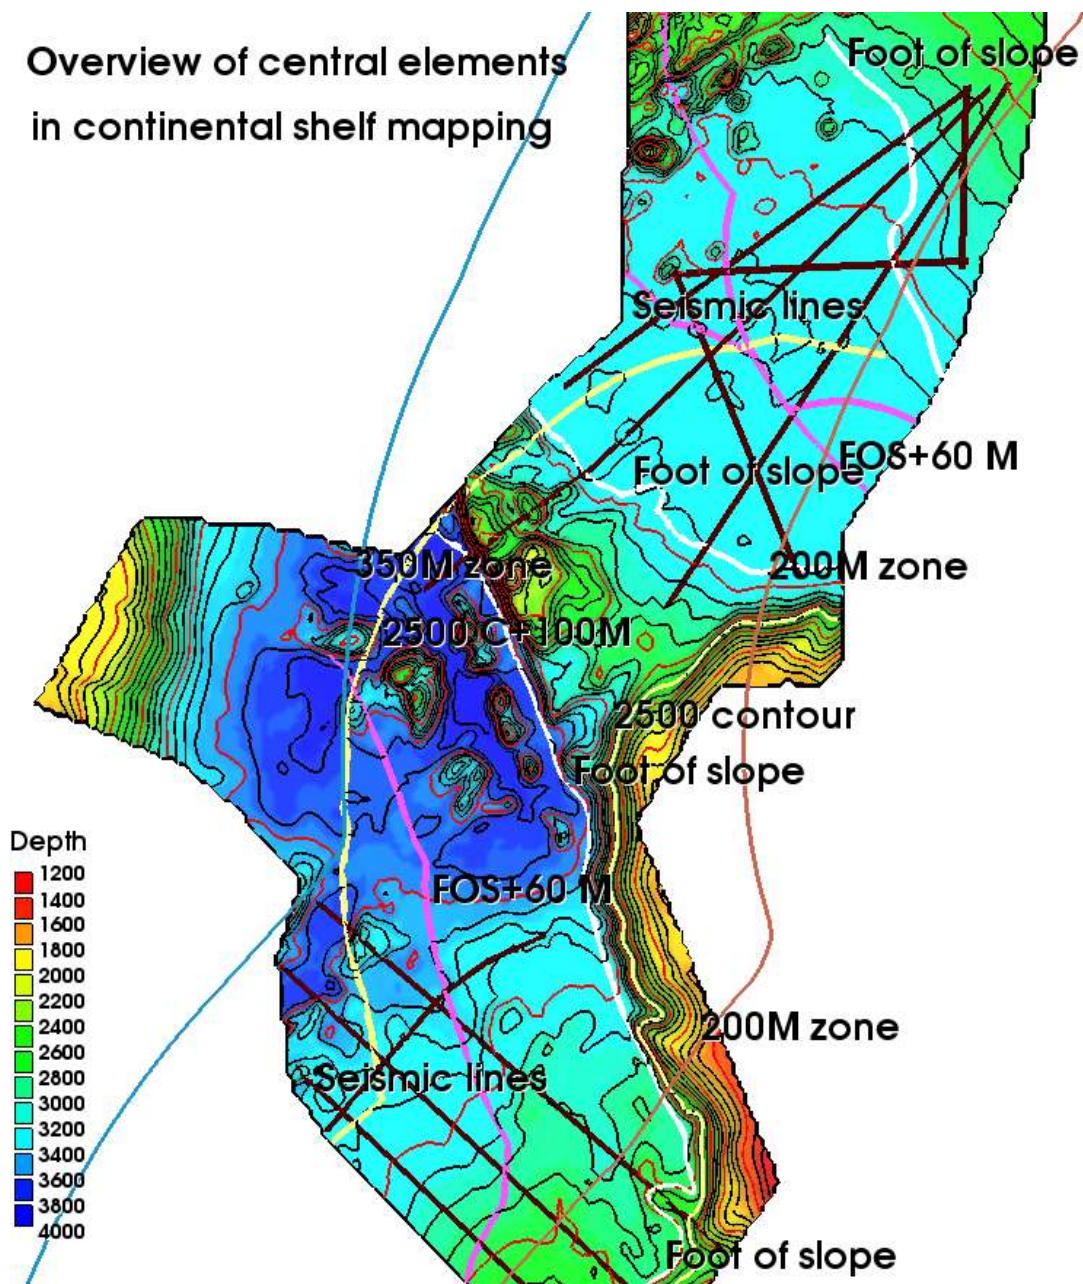 Overview of central elements
in continental shelf mapping
Foot of slope
Seismic lines
FOS+60 M
Foot of slope
350M zone
200M zone
2500 C+100M
2500 contour
Foot of slope
Depth
1200
1400
1600
1800
2000
2200
2400
2600
2800
3000
3200
3400
3600
3800
4000
FOS+60 M
200M zone
Seismic lines
Foot of slope